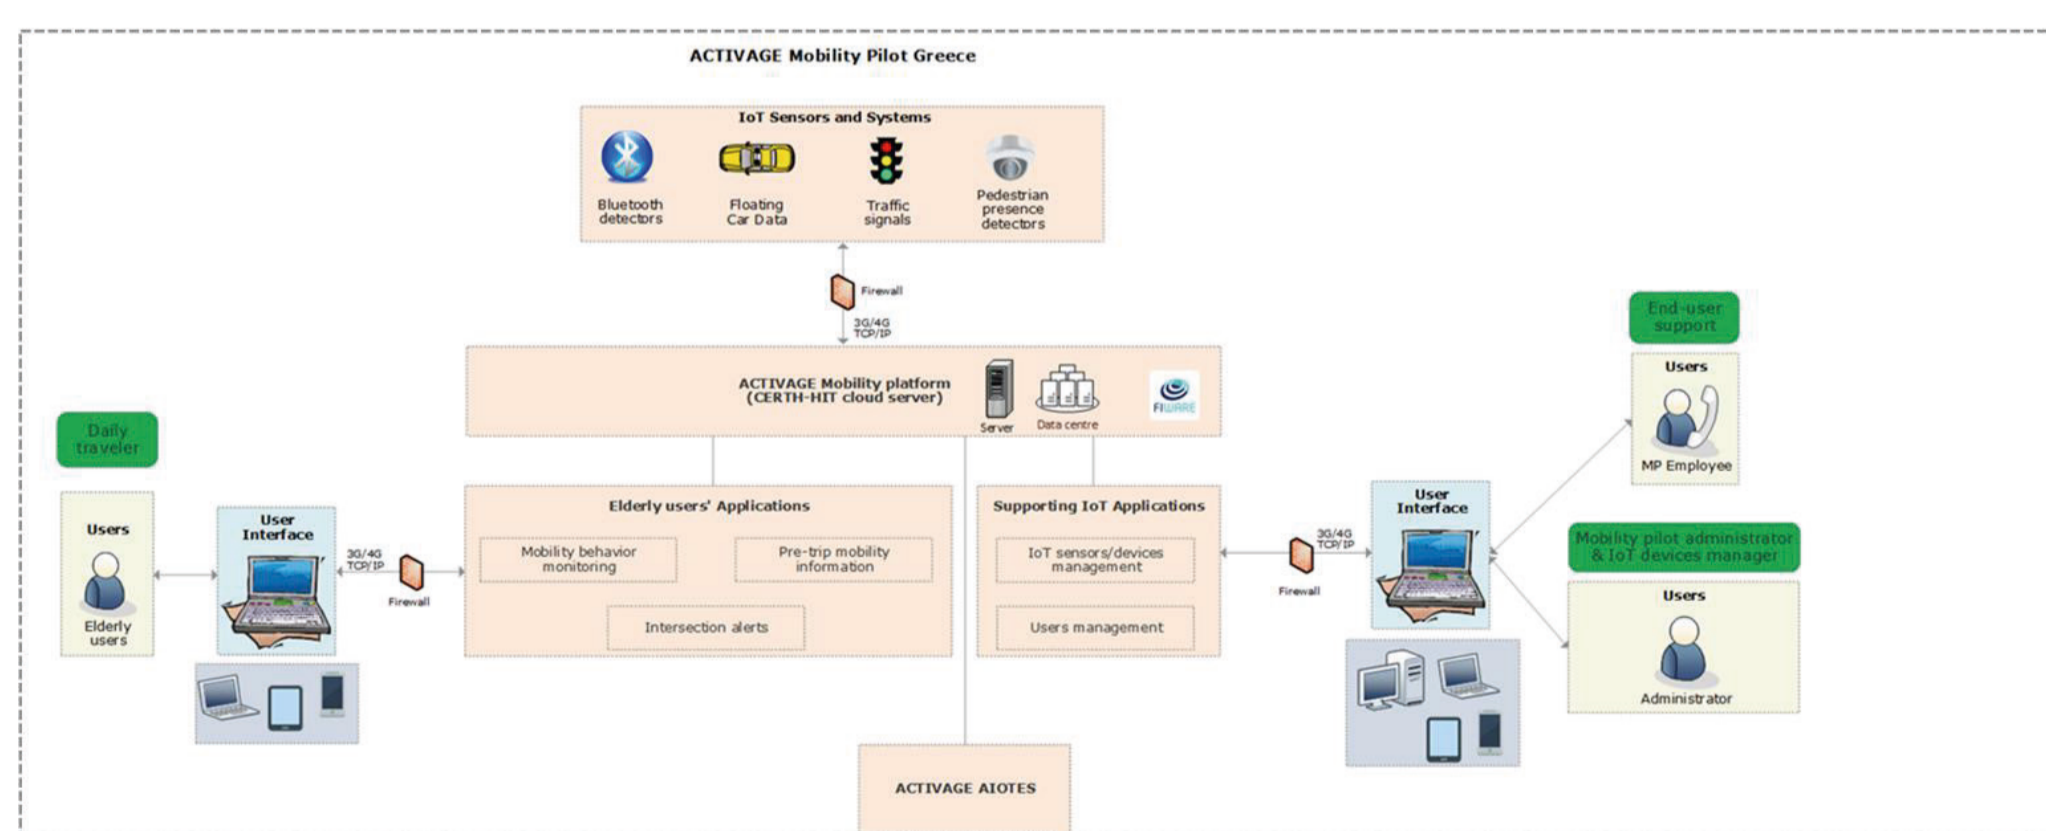 ACTIVAGE Mobility Pilot Greece
IoT Sensors and Systems
Bluetooth
detectors
Floating
Car Data
Traffic
signals
Pedestrian
presence
detectors
Firewall
3G/4G
TCP/IP
ACTIVAGE Mobility platform
(CERTH-HIT cloud server)
Server
Data centre
FIWARE
Daily
traveler
Users
Elderly
users
User
Interface
3G/4G
TCP/IP
Firewall
Elderly users' Applications
Mobility behavior
monitoring
Pre-trip mobility
information
Intersection alerts
Supporting IoT Applications
IoT sensors/devices
management
Users management
3G/4G
TCP/IP
Firewall
User
Interface
End-user
support
Users
MP Employee
Mobility pilot administrator
& IoT devices manager
Users
Administrator
ACTIVAGE AIOTES